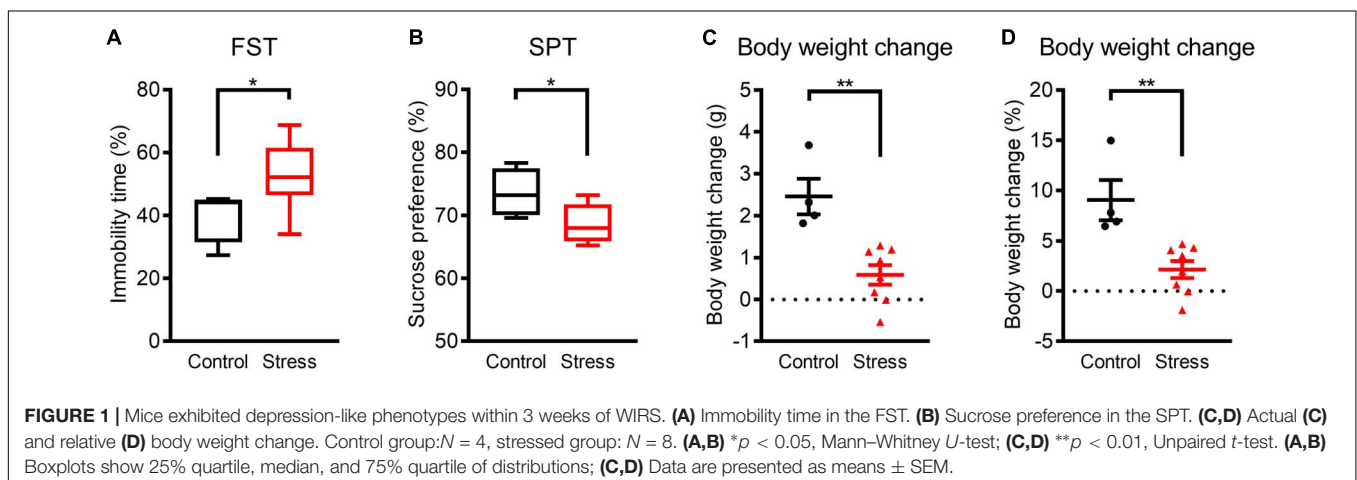 A FST
Immobility time (%)
80
60
40
20
0
*
Control Stress
B SPT
Sucrose preference (%)
90
80
70
60
50
*
Control Stress
C Body weight change
Body weight change (g)
5
4
3
2
1
0
-1
**
Control Stress
D Body weight change
Body weight change (%)
20
15
10
5
0
-5
**
Control Stress
FIGURE 1 | Mice exhibited depression-like phenotypes within 3 weeks of WIRS. (A) Immobility time in the FST. (B) Sucrose preference in the SPT. (C,D) Actual (C)
and relative (D) body weight change. Control group:N = 4, stressed group: N = 8. (A,B) *p < 0.05, Mann–Whitney U-test; (C,D) **p < 0.01, Unpaired t-test. (A,B)
Boxplots show 25% quartile, median, and 75% quartile of distributions; (C,D) Data are presented as means ± SEM.